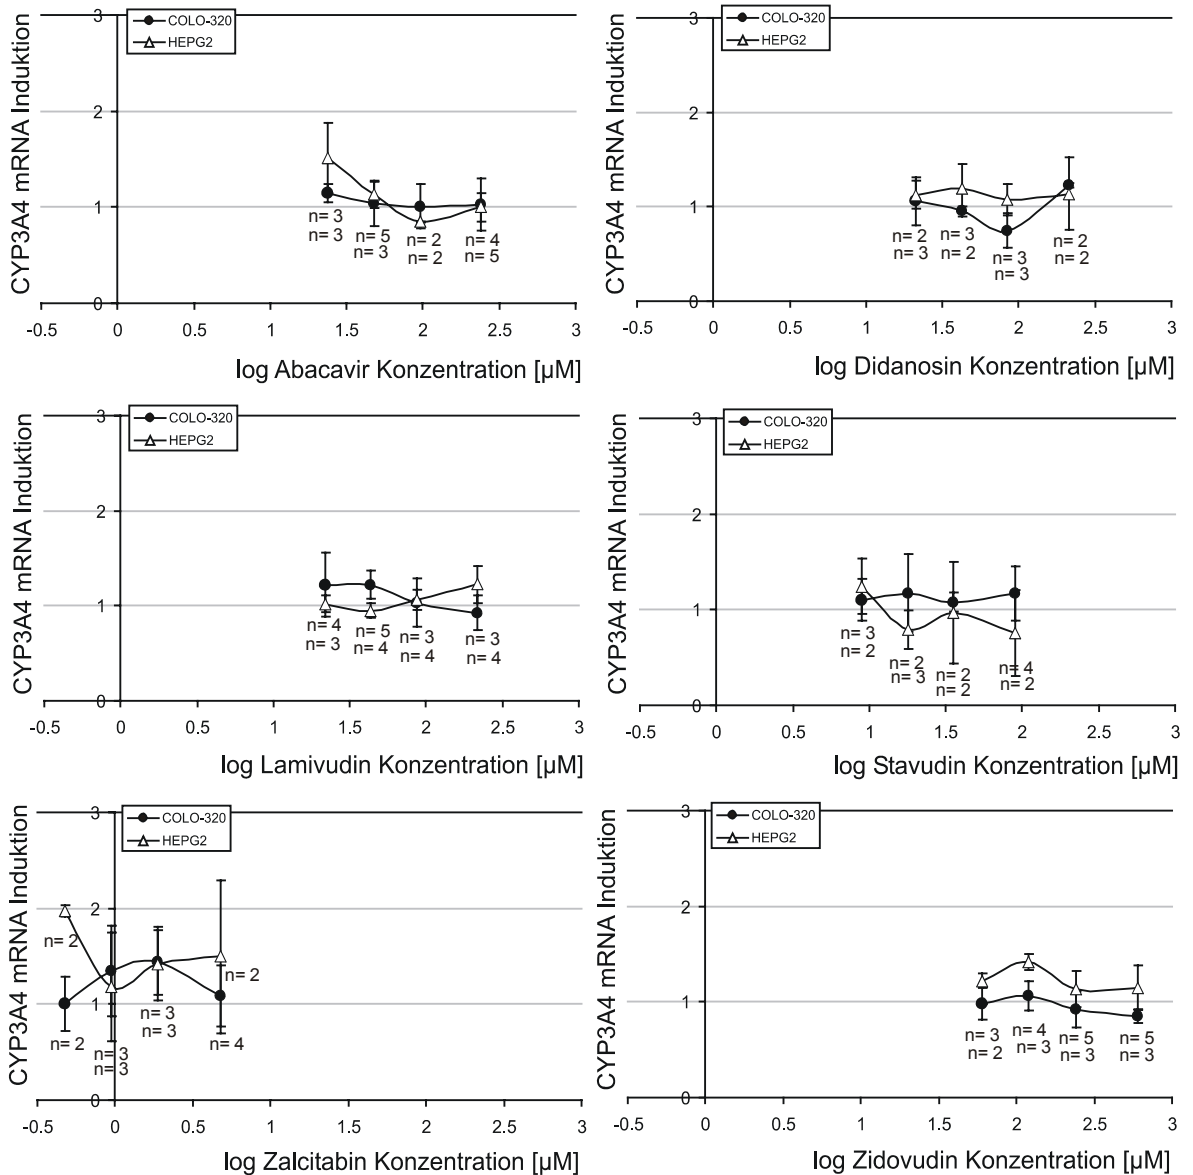 3
COLO-320
HEPG2
2
1
0
CYP3A4 mRNA Induktion
n= 3
n= 3
n= 5
n= 3
n= 2
n= 2
n= 4
n= 5
-0.5 0 0.5 1 1.5 2 2.5 3
log Abacavir Konzentration [µM]
3
COLO-320
HEPG2
2
1
0
CYP3A4 mRNA Induktion
n= 2
n= 3
n= 3
n= 2
n= 3
n= 3
n= 2
n= 2
-0.5 0 0.5 1 1.5 2 2.5 3
log Didanosin Konzentration [µM]
3
COLO-320
HEPG2
2
1
0
CYP3A4 mRNA Induktion
n= 4
n= 3
n= 5
n= 4
n= 3
n= 4
n= 3
n= 4
-0.5 0 0.5 1 1.5 2 2.5 3
log Lamivudin Konzentration [µM]
3
COLO-320
HEPG2
2
1
0
CYP3A4 mRNA Induktion
n= 3
n= 2
n= 2
n= 3
n= 2
n= 2
n= 4
n= 2
-0.5 0 0.5 1 1.5 2 2.5 3
log Stavudin Konzentration [µM]
3
COLO-320
HEPG2
2
1
0
CYP3A4 mRNA Induktion
n= 2
n= 2
n= 3
n= 3
n= 3
n= 3
n= 2
n= 4
-0.5 0 0.5 1 1.5 2 2.5 3
log Zalcitabin Konzentration [µM]
3
COLO-320
HEPG2
2
1
0
CYP3A4 mRNA Induktion
n= 3
n= 2
n= 4
n= 3
n= 5
n= 3
n= 5
n= 3
-0.5 0 0.5 1 1.5 2 2.5 3
log Zidovudin Konzentration [µM]